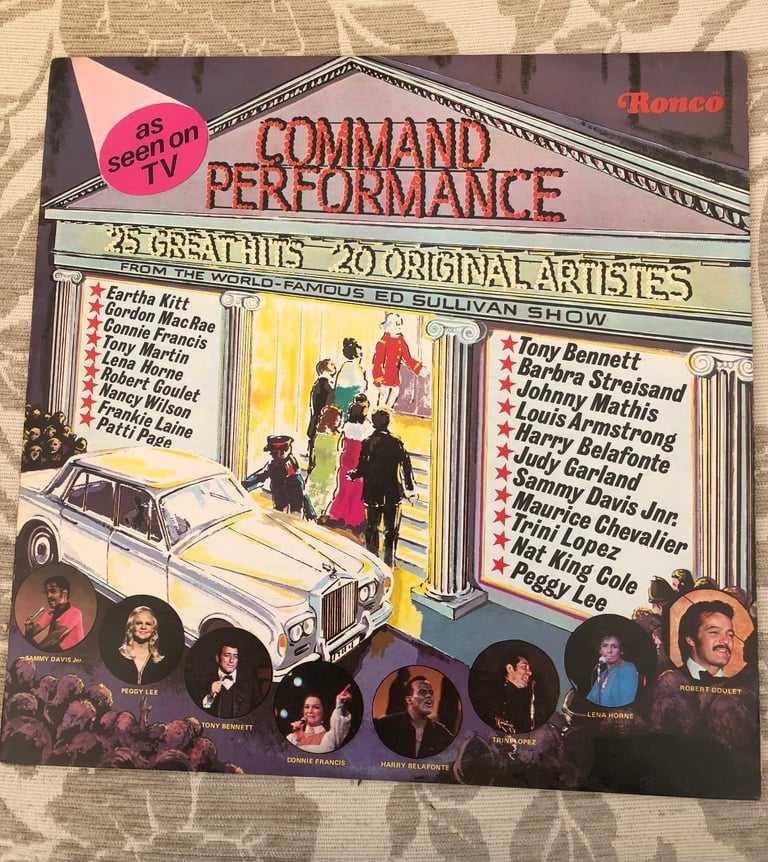 as
seen on
TV
Ronco
COMMAND
PERFORMANCE
25 GREAT HITS 20 ORIGINAL ARTISTES
FROM THE WORLD-FAMOUS ED SULLIVAN SHOW
Eartha Kitt
Gordon MacRae
Connie Francis
Tony Martin
Lena Horne
Robert Goulet
Nancy Wilson
Frankie Laine
Patti Page
Tony Bennett
Barbra Streisand
Johnny Mathis
Louis Armstrong
Harry Belafonte
Judy Garland
Sammy Davis Jnr.
Maurice Chevalier
Trini Lopez
Nat King Cole
Peggy Lee
SAMMY DAVIS Jnr.
PEGGY LEE
TONY BENNETT
CONNIE FRANCIS
HARRY BELAFONTE
TRINI LOPEZ
LENA HORNE
ROBERT GOULET